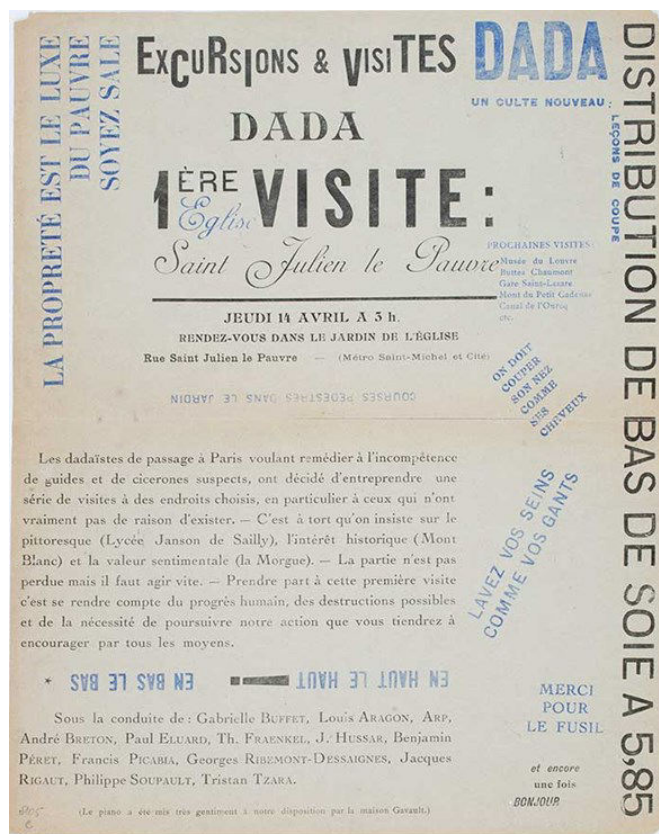 LA PROPRETÉ EST LE LUXE
DU PAUVRE
SOYEZ SALE
EXCURSIONS & VISITES
DADA
1ÈRE VISITE :
Église
Saint Julien le Pauvre
JEUDI 14 AVRIL A 3 h.
RENDEZ-VOUS DANS LE JARDIN DE L'ÉGLISE
Rue Saint Julien le Pauvre — (Métro Saint-Michel et Cité)
COURSES PEDESTRES DANS LE JARDIN
DADA
UN CULTE NOUVEAU :
LEÇONS DE COUPE
PROCHAINES VISITES :
Musée du Louvre
Buttes Chaumont
Gare Saint-Lazare
Mont du Petit Cadenas
Canal de l'Ourcq
etc.
ON DOIT
COUPER
SON NEZ
COMME
SES
CHEVEUX
DISTRIBUTION DE BAS DE SOIE A 5,85
Les dadaïstes de passage à Paris voulant remédier à l'incompétence
de guides et de cicerones suspects, ont décidé d'entreprendre une
série de visites à des endroits choisis, en particulier à ceux qui n'ont
vraiment pas de raison d'exister. — C'est à tort qu'on insiste sur le
pittoresque (Lycée Janson de Sailly), l'intérêt historique (Mont
Blanc) et la valeur sentimentale (la Morgue). — La partie n'est pas
perdue mais il faut agir vite. — Prendre part à cette première visite
c'est se rendre compte du progrès humain, des destructions possibles
et de la nécessité de poursuivre notre action que vous tiendrez à
encourager par tous les moyens.
LAVEZ VOS SEINS
COMME VOS GANTS
EN HAUT LE HAUT
EN BAS LE BAS *
Sous la conduite de : Gabrielle BUFFET, Louis ARAGON, ARP,
André BRETON, Paul ELUARD, Th. FRAENKEL, J. HUSSAR, Benjamin
PÉRET, Francis PICABIA, Georges RIBEMONT-DESSAIGNES, Jacques
RIGAUT, Philippe SOUPAULT, Tristan TZARA.
(Le piano a été mis très gentiment à notre disposition par la maison Gavault.)
MERCI
POUR
LE FUSIL
et encore
une fois
BONJOUR